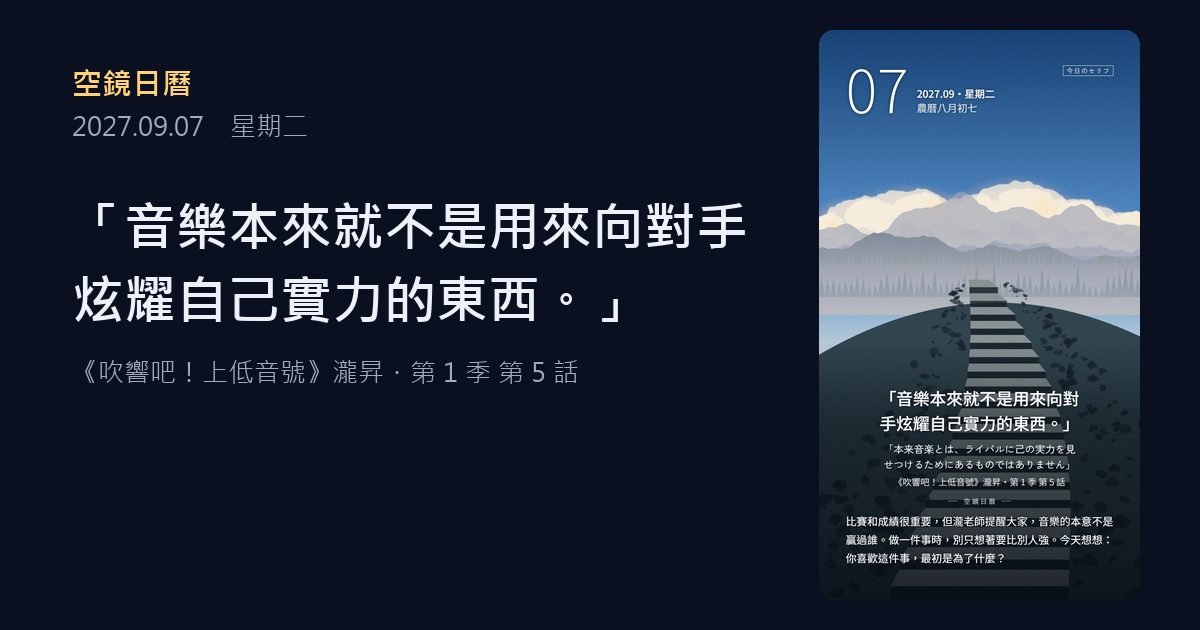 空鏡日曆
2027.09.07 星期二
「音樂本來就不是用來向對手
炫耀自己實力的東西。」
《吹響吧！上低音號》瀧昇・第 1 季 第 5 話
今日のセリフ
07
2027.09・星期二
農曆八月初七
「音樂本來就不是用來向對
手炫耀自己實力的東西。」
「本来音楽とは、ライバルに己の実力を見
せつけるためにあるものではありません」
《吹響吧！上低音號》瀧昇・第 1 季 第 5 話
空鏡日曆
比賽和成績很重要，但瀧老師提醒大家，音樂的本意不是
贏過誰。做一件事時，別只想著要比別人強。今天想想：
你喜歡這件事，最初是為了什麼？